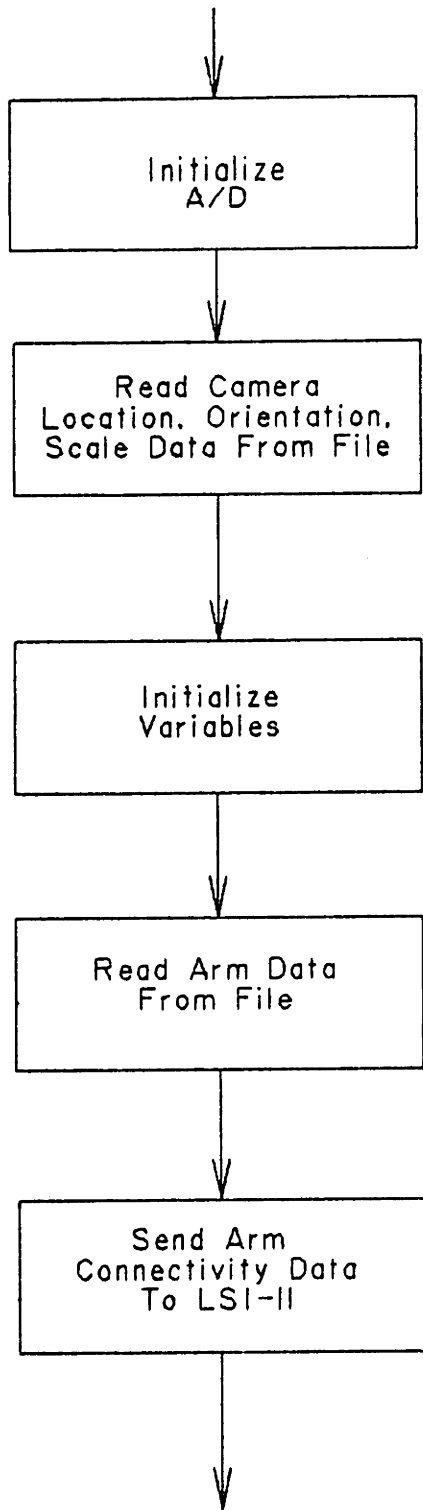 Initialize
A/D
Read Camera
Location, Orientation,
Scale Data From File
Initialize
Variables
Read Arm Data
From File
Send Arm
Connectivity Data
To LSI-11